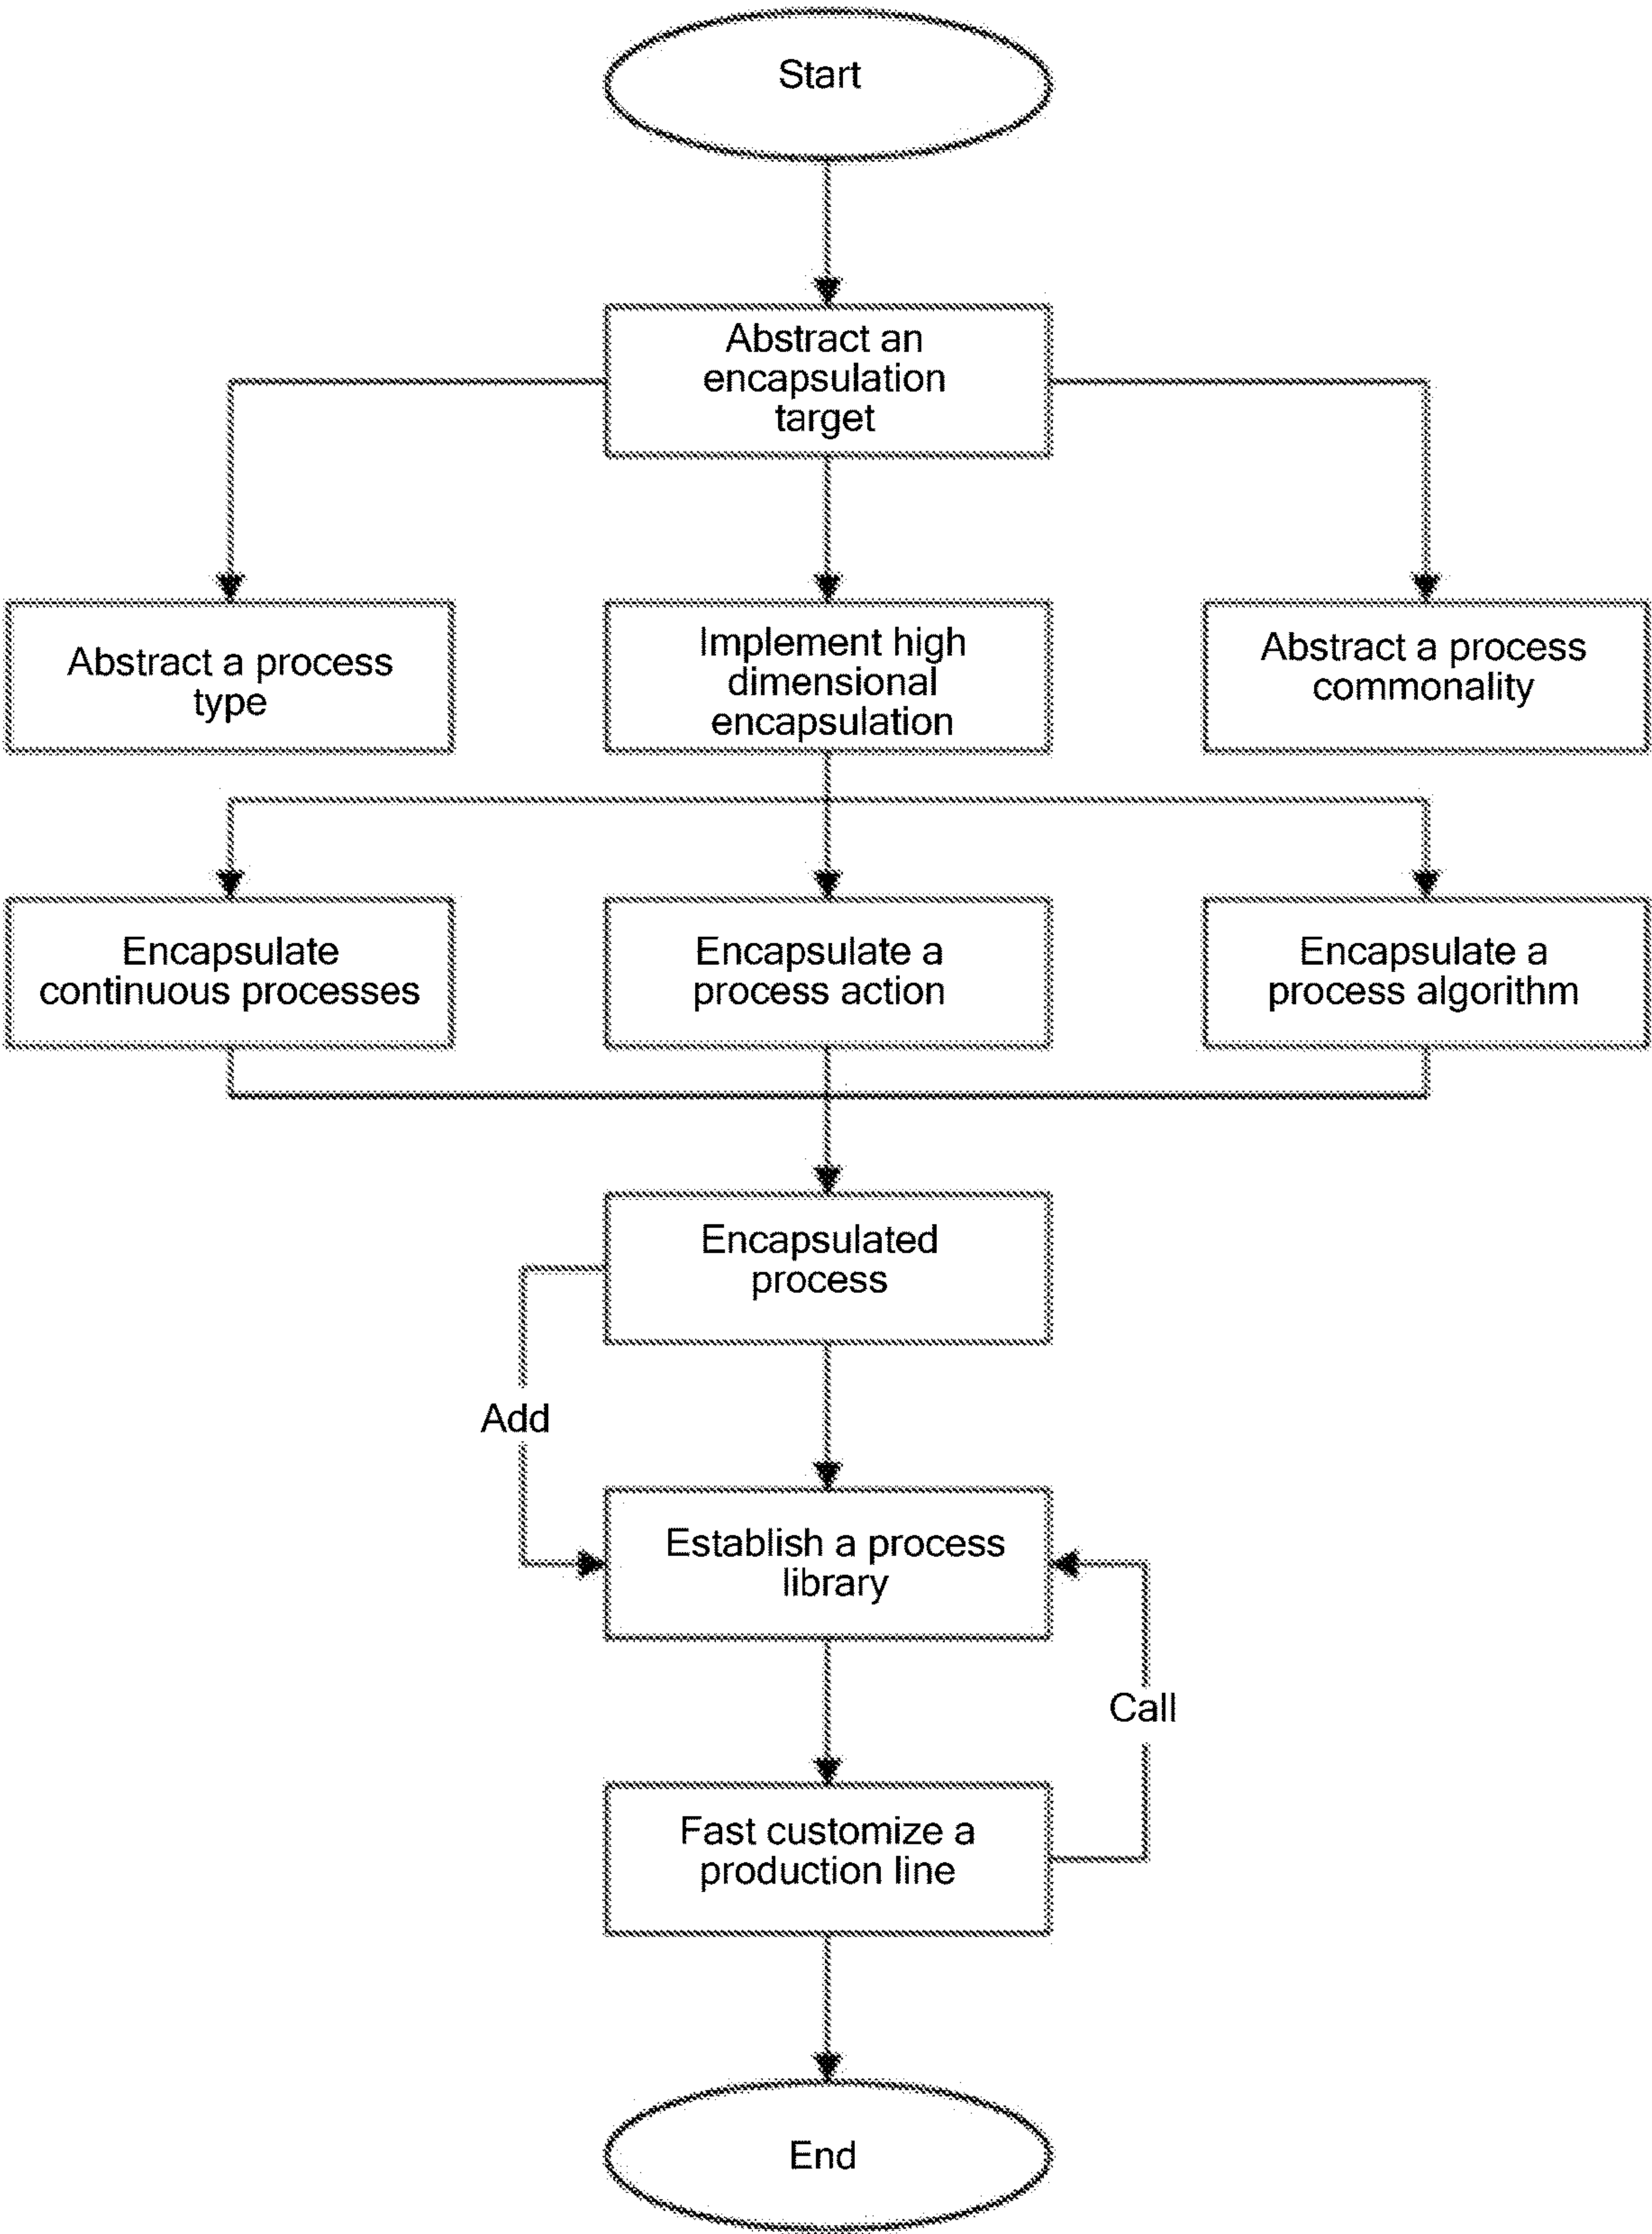 Start
Abstract an
encapsulation
target
Abstract a process
type
Implement high
dimensional
encapsulation
Abstract a process
commonality
Encapsulate
continuous processes
Encapsulate a
process action
Encapsulate a
process algorithm
Encapsulated
process
Add
Establish a process
library
Call
Fast customize a
production line
End